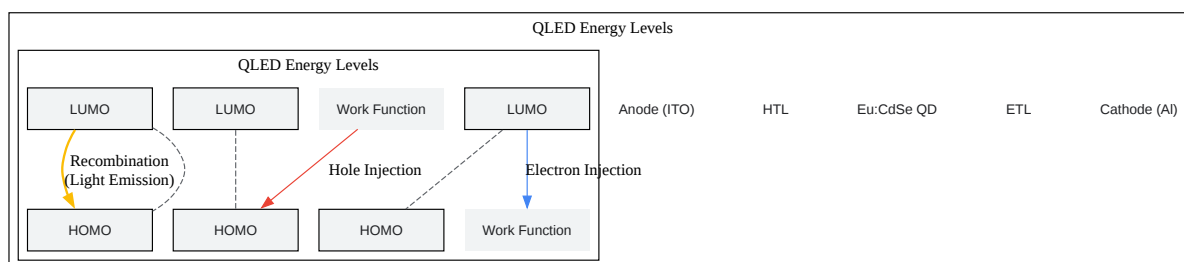 QLED Energy Levels
QLED Energy Levels
LUMO
LUMO
Work Function
LUMO
Anode (ITO)
HTL
Eu:CdSe QD
ETL
Cathode (Al)
Recombination
(Light Emission)
Hole Injection
Electron Injection
HOMO
HOMO
HOMO
Work Function